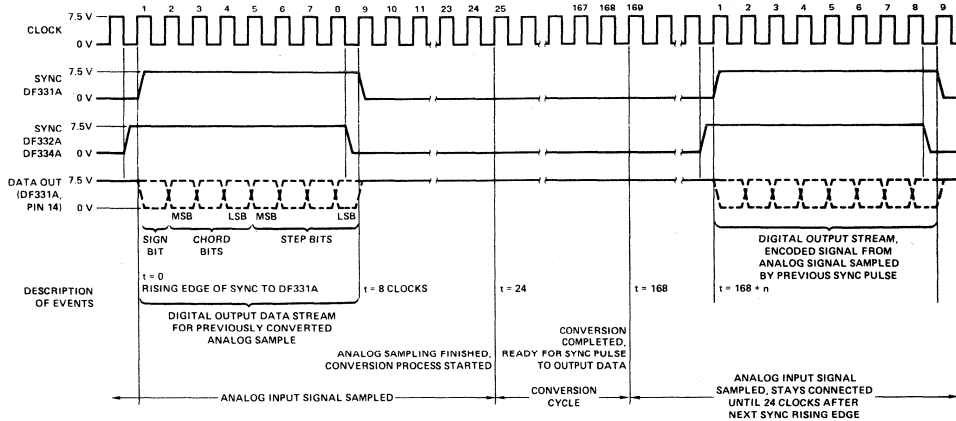 1 2 3 4 5 6 7 8 9 10 11 23 24 25 167 168 169 1 2 3 4 5 6 7 8 9
7.5 V
CLOCK
0 V
7.5 V
SYNC
DF331A
0 V
SYNC 7.5V
DF332A
DF334A 0 V
DATA OUT 7.5 V
(DF331A,
PIN 14) 0 V
MSB LSB MSB LSB
SIGN BIT
CHORD BITS
STEP BITS
DIGITAL OUTPUT STREAM,
ENCODED SIGNAL FROM
ANALOG SIGNAL SAMPLED
BY PREVIOUS SYNC PULSE
DESCRIPTION
OF EVENTS
t = 0
RISING EDGE OF SYNC TO DF331A
t = 8 CLOCKS
t = 24
t = 168
t = 168 + n
DIGITAL OUTPUT DATA STREAM
FOR PREVIOUSLY CONVERTED
ANALOG SAMPLE
ANALOG SAMPLING FINISHED,
CONVERSION PROCESS STARTED
CONVERSION
COMPLETED,
READY FOR SYNC PULSE
TO OUTPUT DATA
ANALOG INPUT SIGNAL SAMPLED
CONVERSION
CYCLE
ANALOG INPUT SIGNAL
SAMPLED, STAYS CONNECTED
UNTIL 24 CLOCKS AFTER
NEXT SYNC RISING EDGE